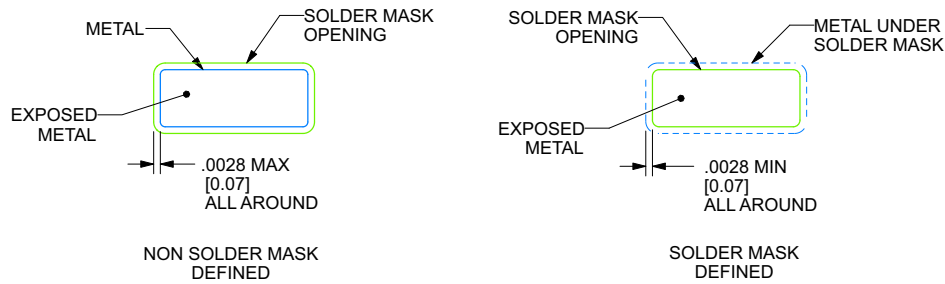 METAL
SOLDER MASK
OPENING
EXPOSED
METAL
.0028 MAX
[0.07]
ALL AROUND
NON SOLDER MASK
DEFINED
SOLDER MASK
OPENING
METAL UNDER
SOLDER MASK
EXPOSED
METAL
.0028 MIN
[0.07]
ALL AROUND
SOLDER MASK
DEFINED